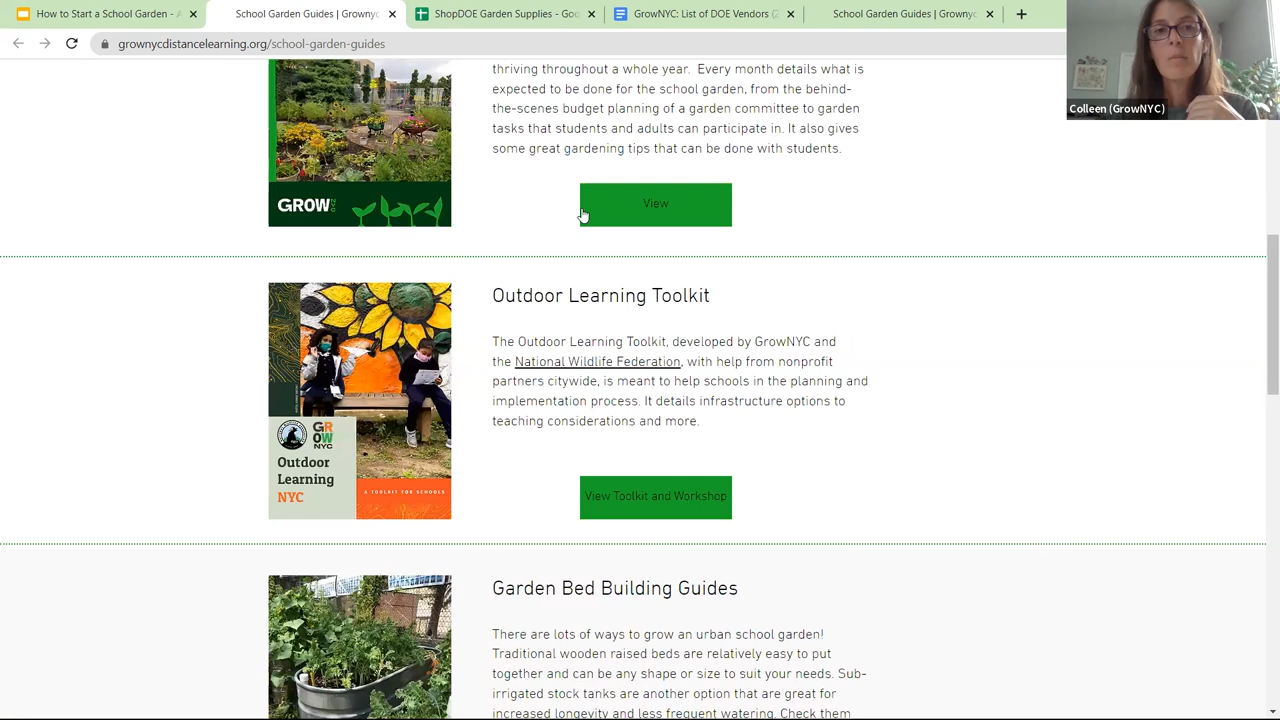 How to Start a School Garden - A
School Garden Guides | Grownyc
ShopDOE Garden Supplies - Goo
GrowNYC: List of DOE Vendors (2
School Garden Guides | Grownyc
grownycdistancelearning.org/school-garden-guides
Colleen (GrowNYC)
thriving throughout a whole year. Every month details what is
expected to be done for the school garden, from the behind-
the-scenes budget planning of a garden committee to garden
tasks that students and adults can participate in. It also gives
some great gardening tips that can be done with students.
GROW NYC
View
Outdoor Learning Toolkit
The Outdoor Learning Toolkit, developed by GrowNYC and
the National Wildlife Federation, with help from nonprofit
partners citywide, is meant to help schools in the planning and
implementation process. It details infrastructure options to
teaching considerations and more.
GROW
NYC
Outdoor
Learning
NYC
A TOOLKIT FOR SCHOOLS
View Toolkit and Workshop
Garden Bed Building Guides
There are lots of ways to grow an urban school garden!
Traditional wooden raised beds are relatively easy to put
together and can be any shape or size to suit your needs. Sub-
irrigated stock tanks are another option that are great for
increased longevity and less frequent watering. Check them